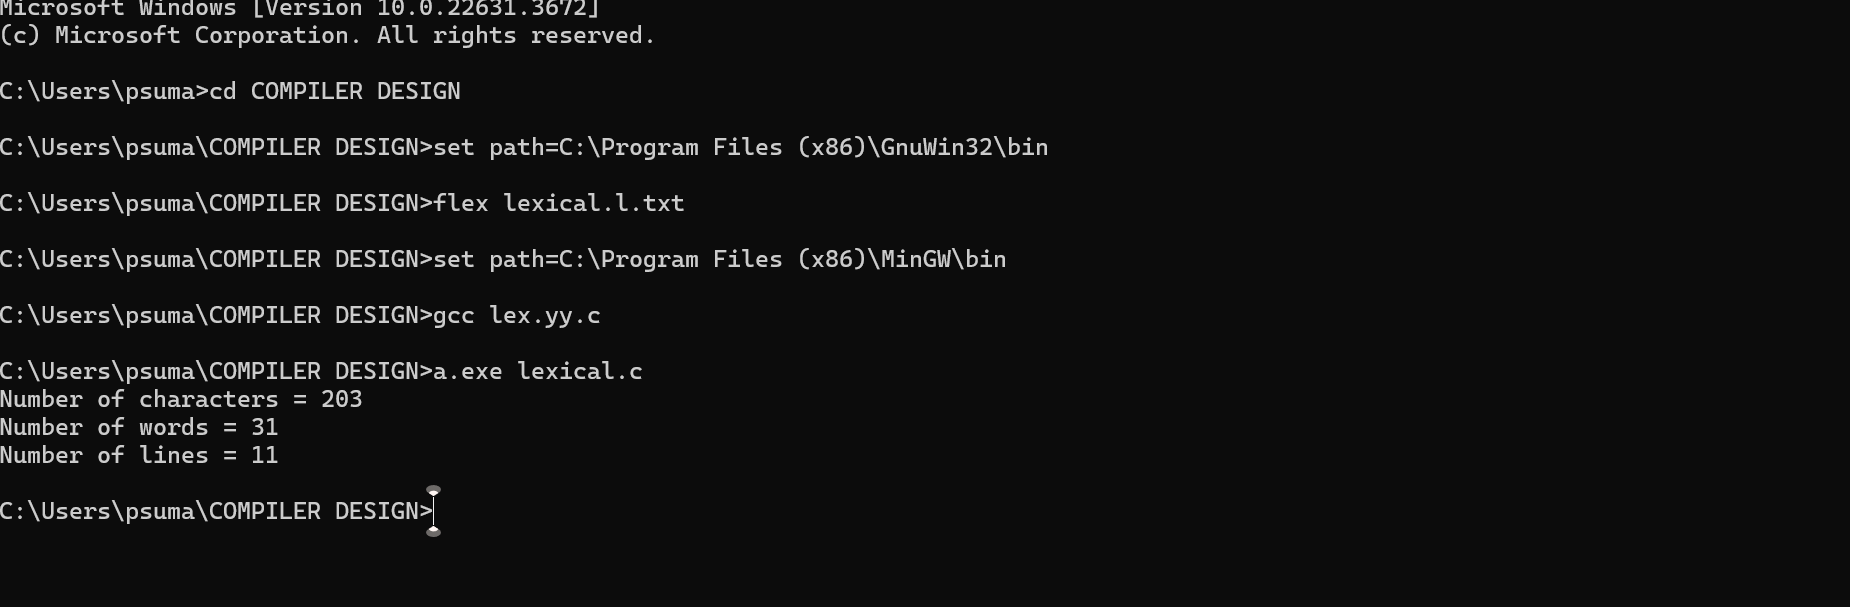 Microsoft Windows [Version 10.0.22631.3672]
(c) Microsoft Corporation. All rights reserved.
C:\Users\psuma>cd COMPILER DESIGN
C:\Users\psuma\COMPILER DESIGN>set path=C:\Program Files (x86)\GnuWin32\bin
C:\Users\psuma\COMPILER DESIGN>flex lexical.l.txt
C:\Users\psuma\COMPILER DESIGN>set path=C:\Program Files (x86)\MinGW\bin
C:\Users\psuma\COMPILER DESIGN>gcc lex.yy.c
C:\Users\psuma\COMPILER DESIGN>a.exe lexical.c
Number of characters = 203
Number of words = 31
Number of lines = 11
C:\Users\psuma\COMPILER DESIGN>